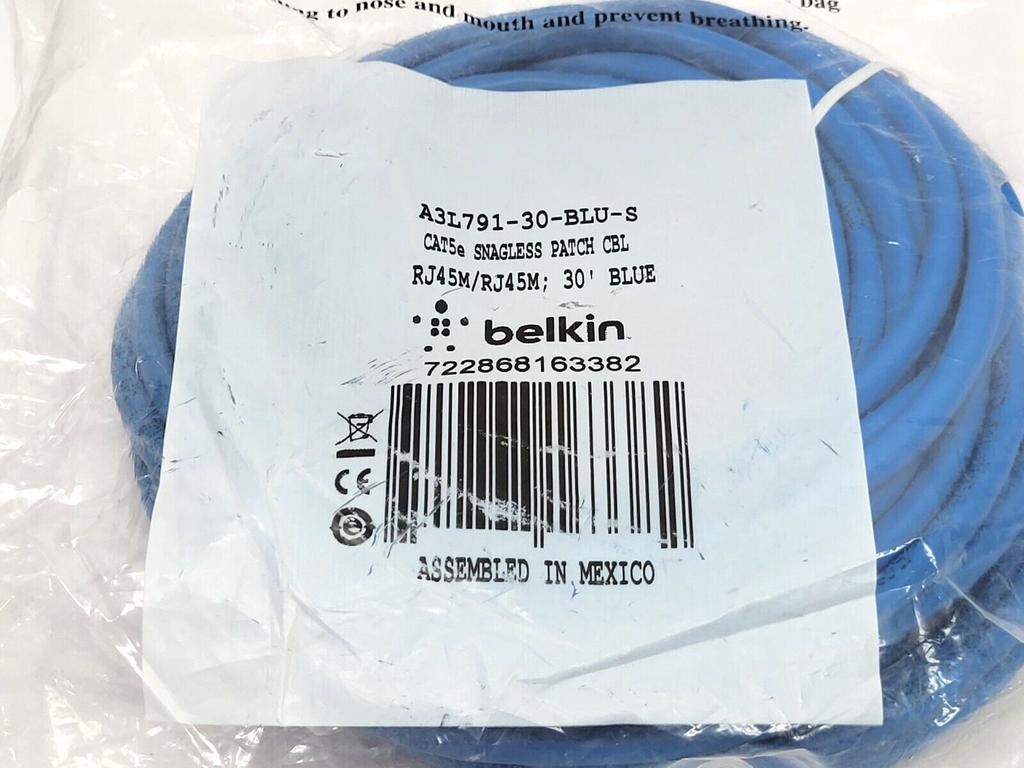 bag
to nose and mouth and prevent breathing.
A3L791-30-BLU-S
CAT5e SNAGLESS PATCH CBL
RJ45M/RJ45M; 30' BLUE
belkin
722868163382
CE
ASSEMBLED IN MEXICO